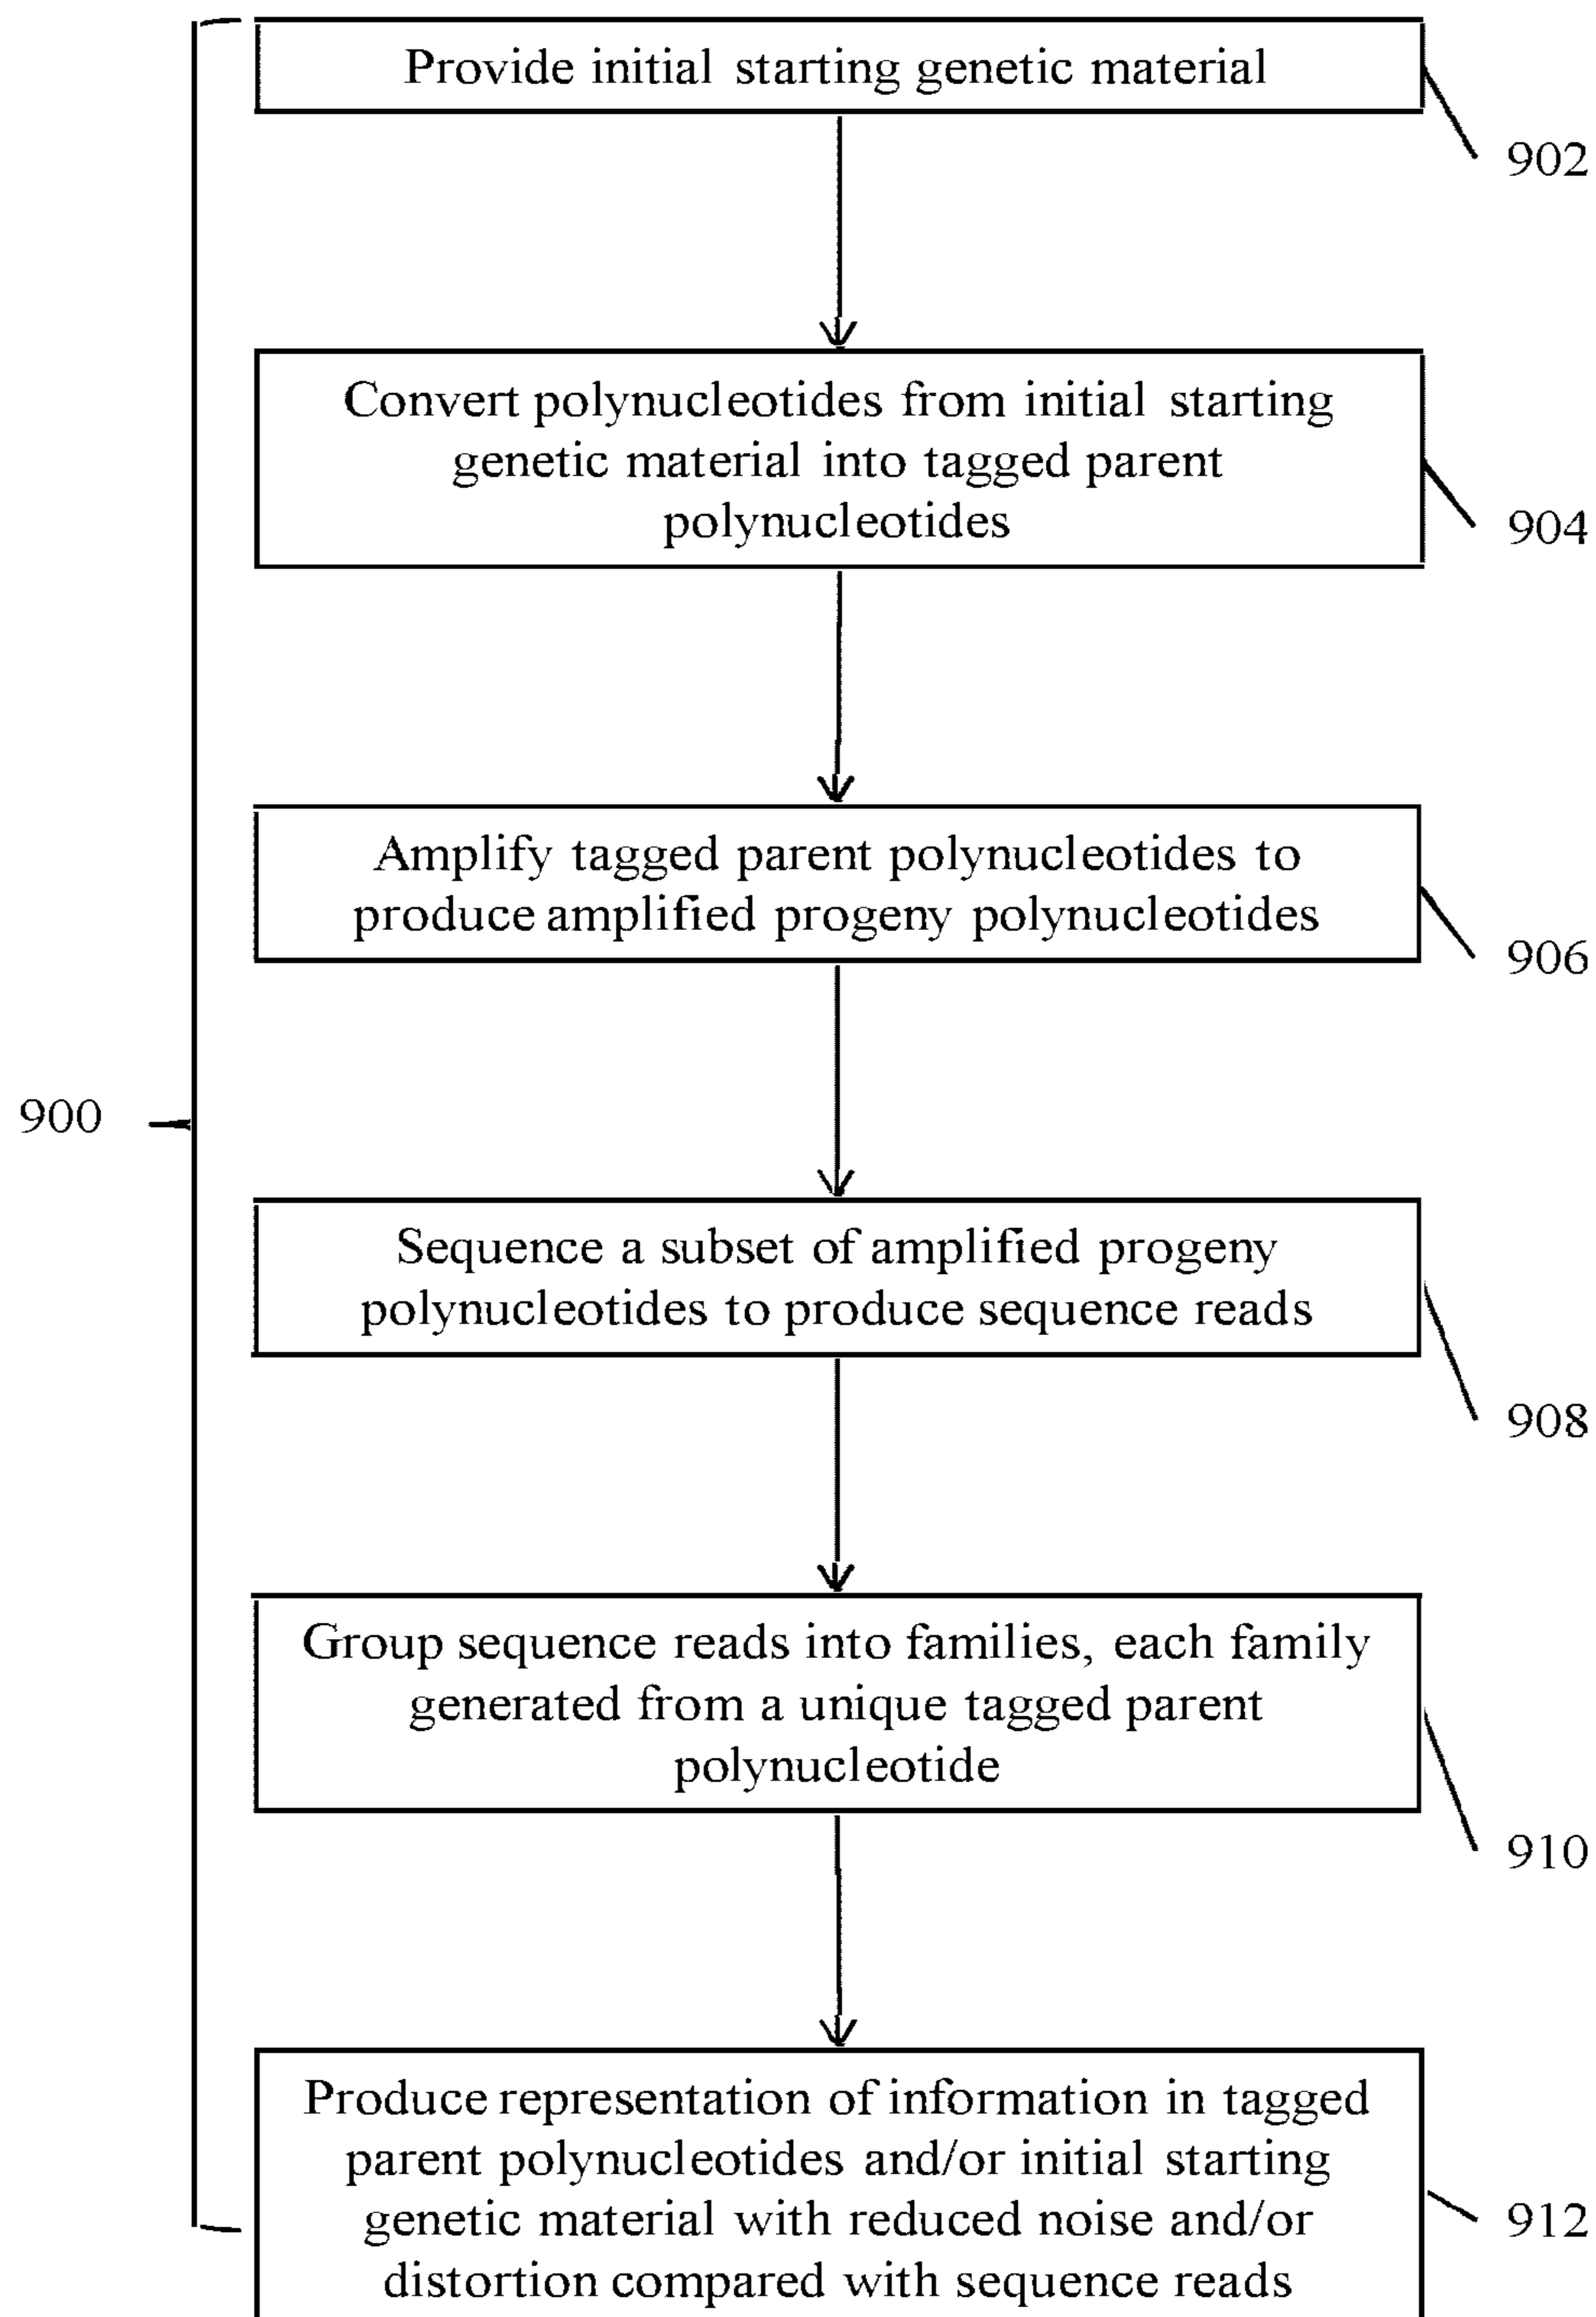 Provide initial starting genetic material
902
Convert polynucleotides from initial starting
genetic material into tagged parent
polynucleotides
904
Amplify tagged parent polynucleotides to
produce amplified progeny polynucleotides
906
900
Sequence a subset of amplified progeny
polynucleotides to produce sequence reads
908
Group sequence reads into families, each family
generated from a unique tagged parent
polynucleotide
910
Produce representation of information in tagged
parent polynucleotides and/or initial starting
genetic material with reduced noise and/or
distortion compared with sequence reads
912